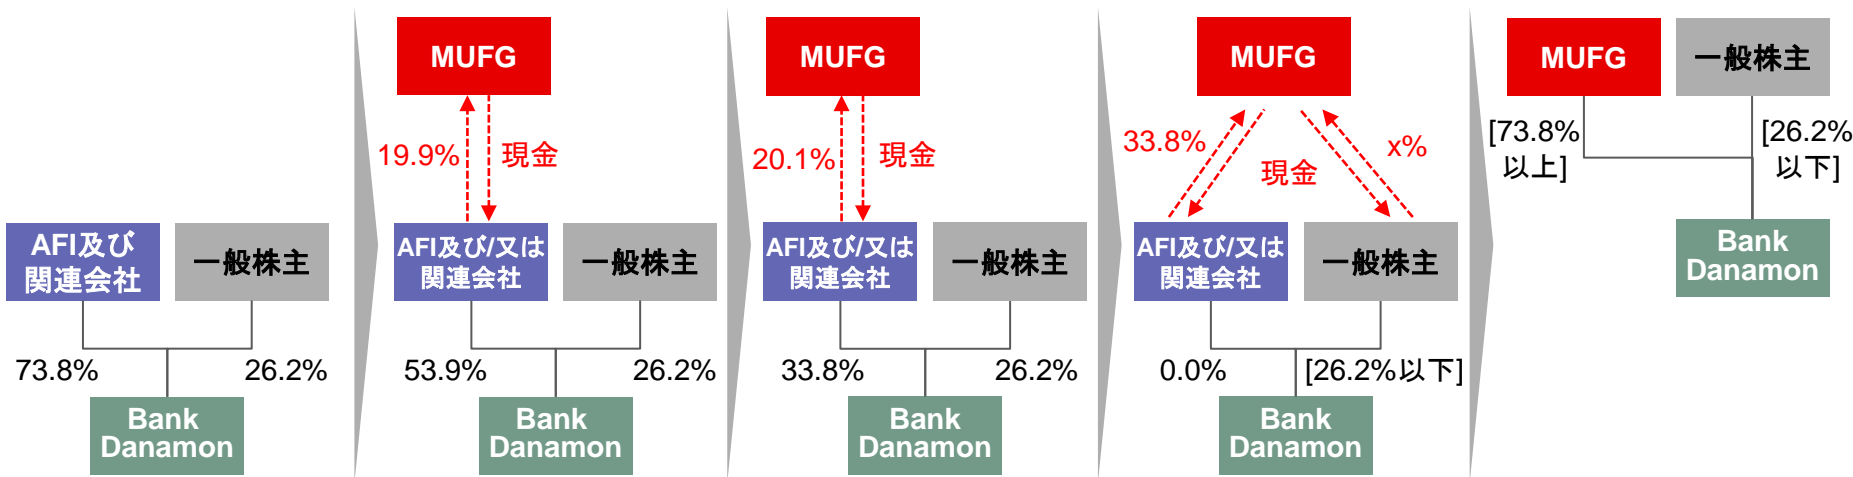 AFI及び
関連会社
一般株主
73.8%
26.2%
Bank
Danamon
MUFG
19.9%
現金
AFI及び/又は
関連会社
一般株主
53.9%
26.2%
Bank
Danamon
MUFG
20.1%
現金
AFI及び/又は
関連会社
一般株主
33.8%
26.2%
Bank
Danamon
MUFG
33.8%
現金
x%
AFI及び/又は
関連会社
一般株主
0.0%
[26.2%以下]
Bank
Danamon
MUFG
一般株主
[73.8%
以上]
[26.2%
以下]
Bank
Danamon